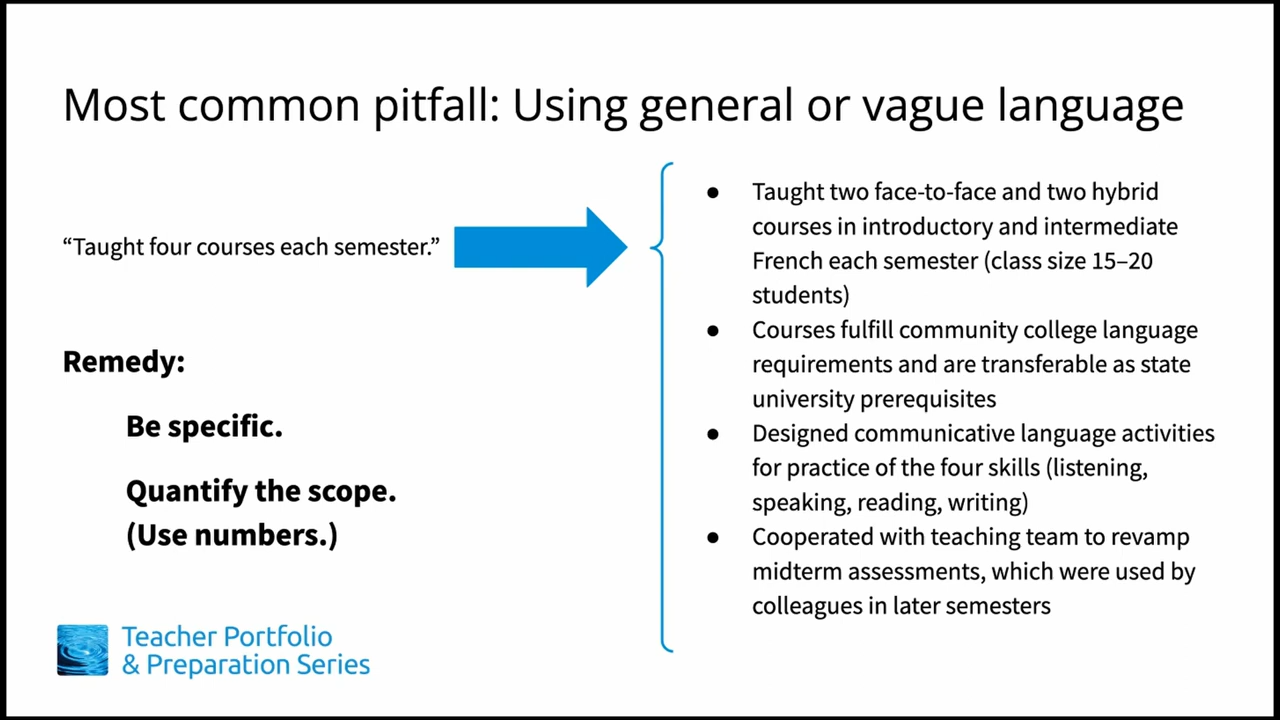 Most common pitfall: Using general or vague language
“Taught four courses each semester.”
Remedy:
Be specific.
Quantify the scope.
(Use numbers.)
● Taught two face-to-face and two hybrid
courses in introductory and intermediate
French each semester (class size 15–20
students)
● Courses fulfill community college language
requirements and are transferable as state
university prerequisites
● Designed communicative language activities
for practice of the four skills (listening,
speaking, reading, writing)
● Cooperated with teaching team to revamp
midterm assessments, which were used by
colleagues in later semesters
Teacher Portfolio
& Preparation Series